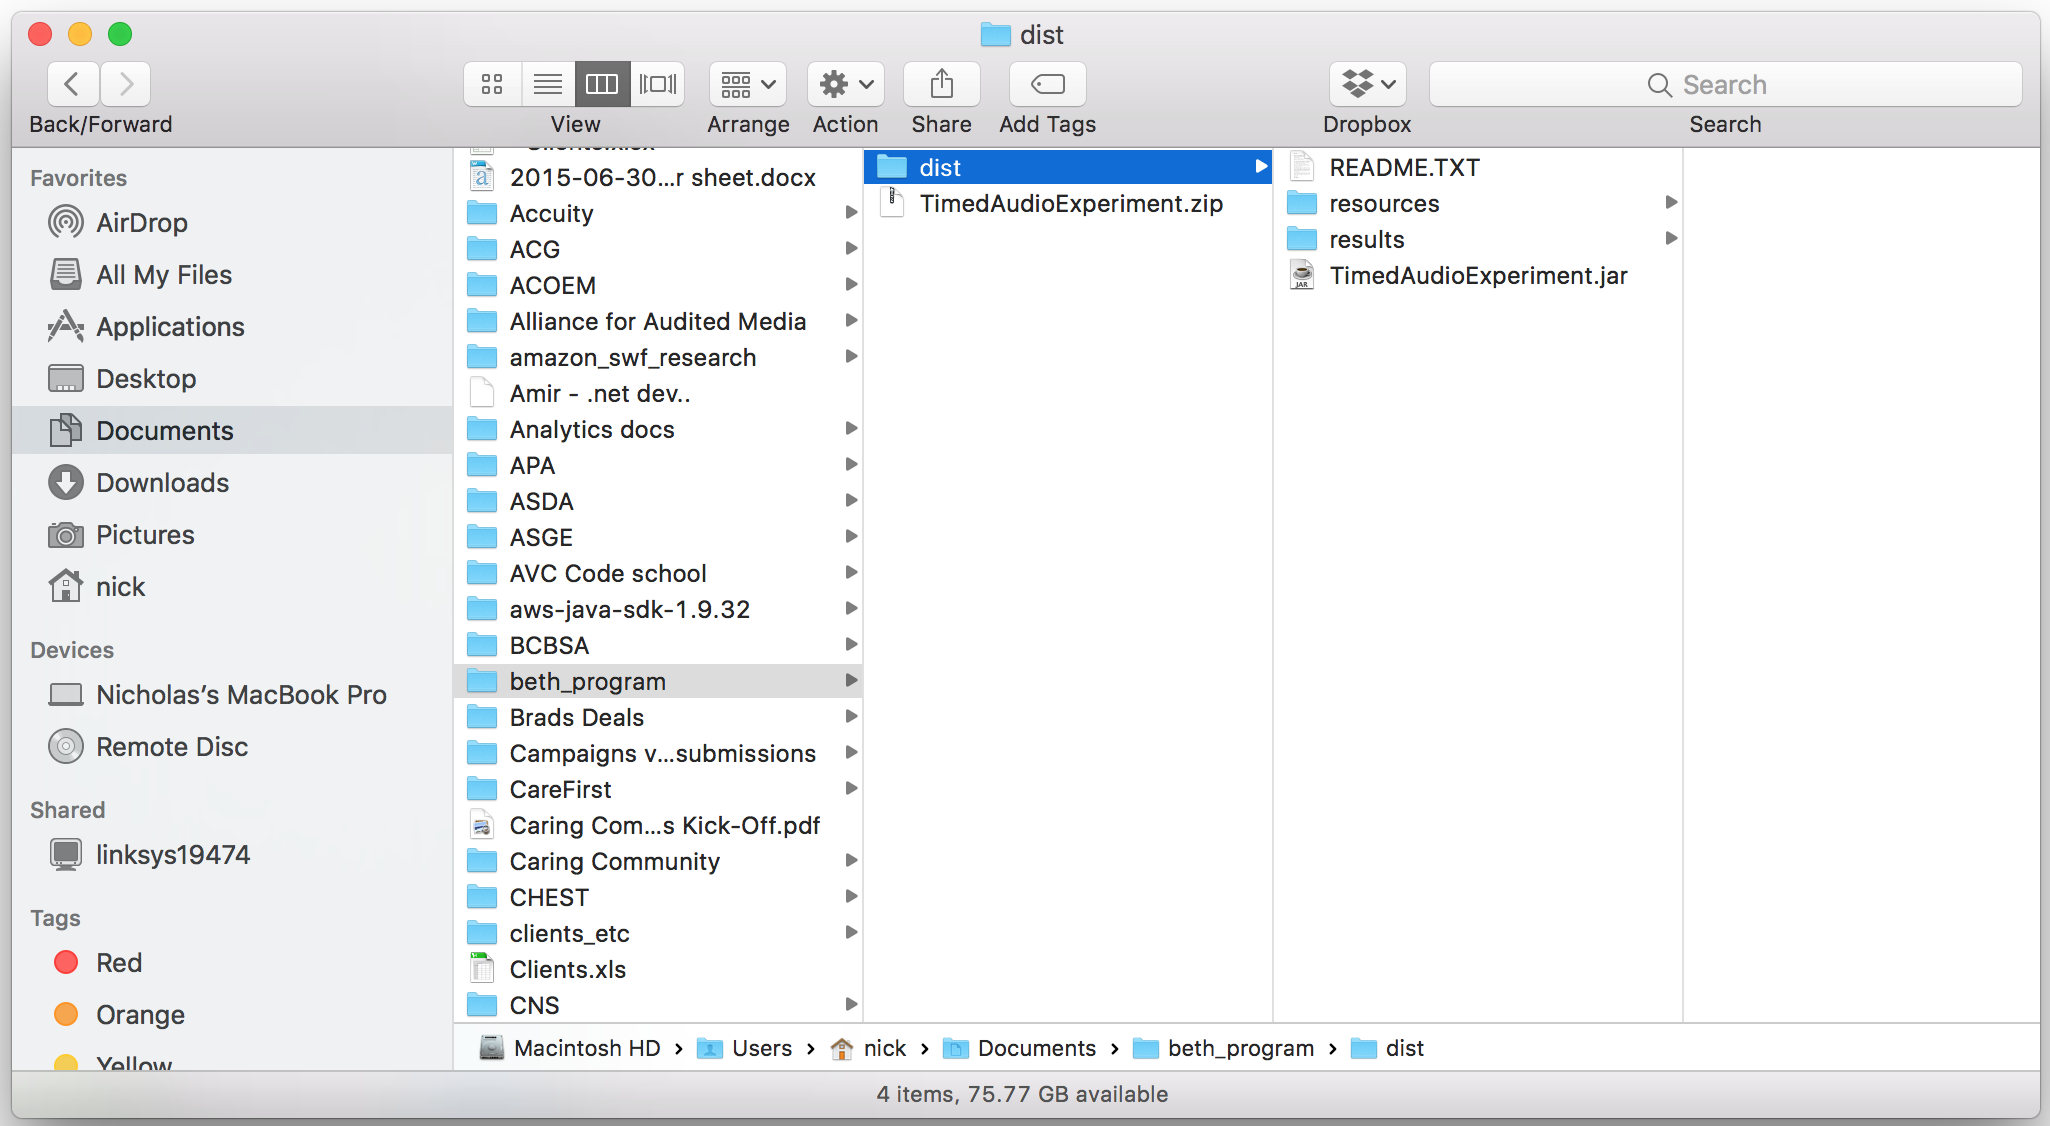 dist
Back/Forward
View
Arrange
Action
Share
Add Tags
Dropbox
Search
Search
Favorites
AirDrop
All My Files
Applications
Desktop
Documents
Downloads
Pictures
nick
Devices
Nicholas's MacBook Pro
Remote Disc
Shared
linksys19474
Tags
Red
Orange
Yellow
2015-06-30...r sheet.docx
Accuity
ACG
ACOEM
Alliance for Audited Media
amazon_swf_research
Amir - .net dev..
Analytics docs
APA
ASDA
ASGE
AVC Code school
aws-java-sdk-1.9.32
BCBSA
beth_program
Brads Deals
Campaigns v...submissions
CareFirst
Caring Com...s Kick-Off.pdf
Caring Community
CHEST
clients_etc
Clients.xls
CNS
dist
TimedAudioExperiment.zip
README.TXT
resources
results
JAR
TimedAudioExperiment.jar
Macintosh HD › Users › nick › Documents › beth_program › dist
4 items, 75.77 GB available